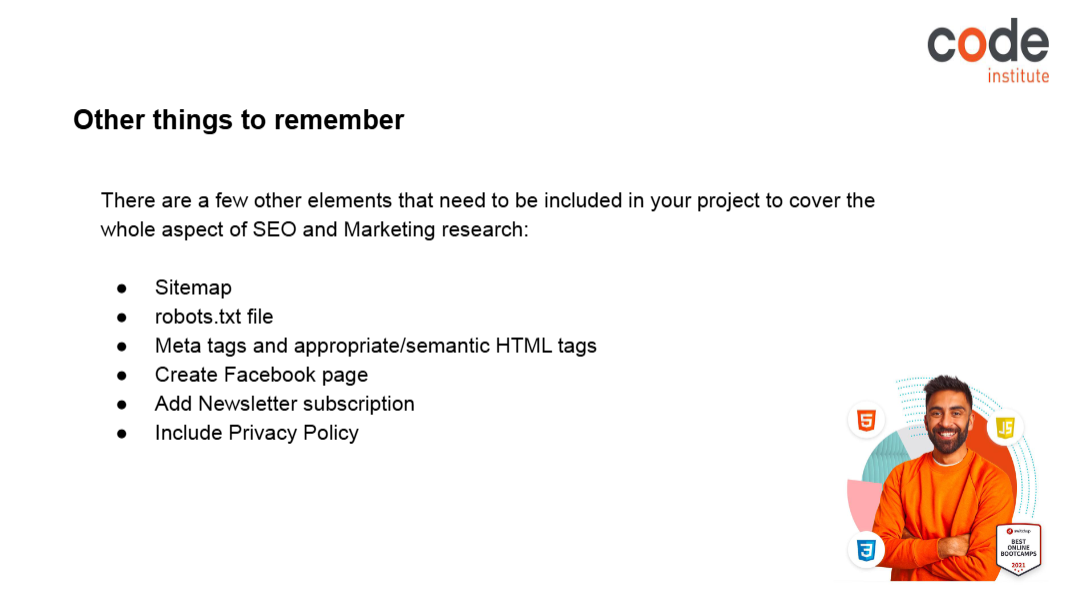 code
institute
Other things to remember
There are a few other elements that need to be included in your project to cover the
whole aspect of SEO and Marketing research:
● Sitemap
● robots.txt file
● Meta tags and appropriate/semantic HTML tags
● Create Facebook page
● Add Newsletter subscription
● Include Privacy Policy
5
JS
3
switchup
BEST
ONLINE
BOOTCAMPS
2021